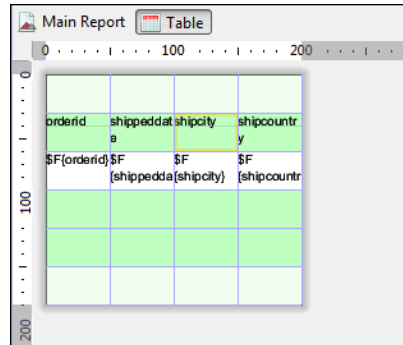 Main Report Table
0 100 200
0
orderid shippeddat shipcity shipcountr
e y
$F{orderid} $F $F $F
{shippedda {shipcity} {shipcountr
100
200